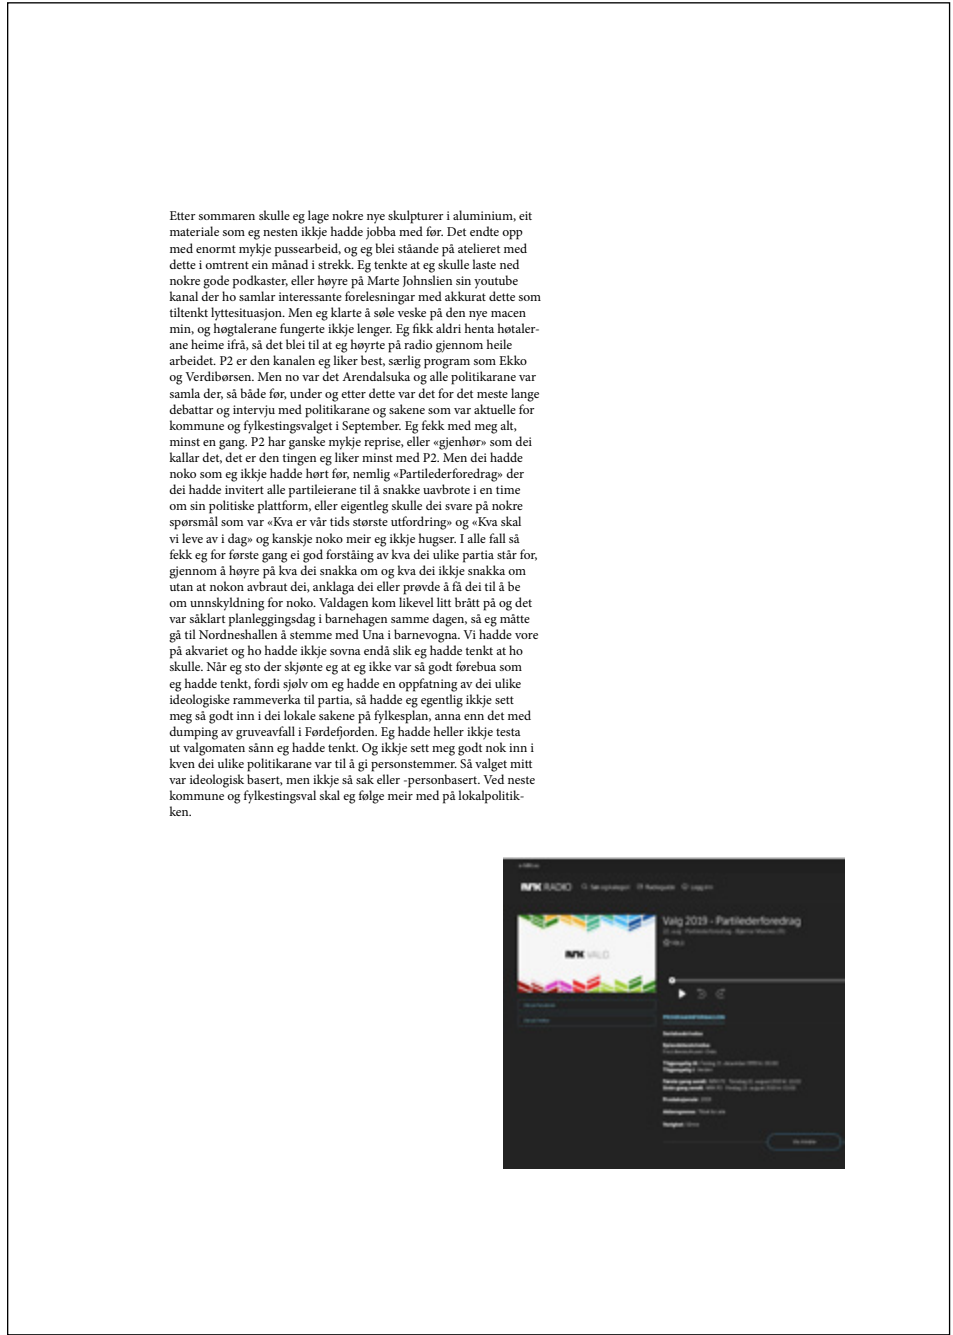 Etter sommaren skulle eg lage nokre nye skulpturer i aluminium, eit
materiale som eg nesten ikkje hadde jobba med før. Det endte opp
med enormt mykje pussearbeid, og eg blei ståande på atelieret med
dette i omtrent ein månad i strekk. Eg tenkte at eg skulle laste ned
nokre gode podkaster, eller høyre på Marte Johnslien sin youtube
kanal der ho samlar interessante forelesningar med akkurat dette som
tiltenkt lyttesituasjon. Men eg klarte å søle veske på den nye macen
min, og høgtalerane fungerte ikkje lenger. Eg fikk aldri henta høtaler-
ane heime ifrå, så det blei til at eg høyrte på radio gjennom heile
arbeidet. P2 er den kanalen eg liker best, særlig program som Ekko
og Verdibørsen. Men no var det Arendalsuka og alle politikarane var
samla der, så både før, under og etter dette var det for det meste lange
debattar og intervju med politikarane og sakene som var aktuelle for
kommune og fylkestingsvalget i September. Eg fekk med meg alt,
minst en gang. P2 har ganske mykje reprise, eller «gjenhør» som dei
kallar det, det er den tingen eg liker minst med P2. Men dei hadde
noko som eg ikkje hadde hørt før, nemlig «Partilederforedrag» der
dei hadde invitert alle partileierane til å snakke uavbrote i en time
om sin politiske plattform, eller eigentleg skulle dei svare på nokre
spørsmål som var «Kva er vår tids største utfordring» og «Kva skal
vi leve av i dag» og kanskje noko meir eg ikkje hugser. I alle fall så
fekk eg for første gang ei god forståing av kva dei ulike partia står for,
gjennom å høyre på kva dei snakka om og kva dei ikkje snakka om
utan at nokon avbraut dei, anklaga dei eller prøvde å få dei til å be
om unnskyldning for noko. Valdagen kom likevel litt brått på og det
var såklart planleggingsdag i barnehagen samme dagen, så eg måtte
gå til Nordneshallen å stemme med Una i barnevogna. Vi hadde vore
på akvariet og ho hadde ikkje sovna endå slik eg hadde tenkt at ho
skulle. Når eg sto der skjønte eg at eg ikke var så godt førebua som
eg hadde tenkt, fordi sjølv om eg hadde en oppfatning av dei ulike
ideologiske rammeverka til partia, så hadde eg egentlig ikkje sett
meg så godt inn i dei lokale sakene på fylkesplan, anna enn det med
dumping av gruveavfall i Førdefjorden. Eg hadde heller ikkje testa
ut valgomaten sånn eg hadde tenkt. Og ikkje sett meg godt nok inn i
kven dei ulike politikarane var til å gi personstemmer. Så valget mitt
var ideologisk basert, men ikkje så sak eller -personbasert. Ved neste
kommune og fylkestingsval skal eg følge meir med på lokalpolitik-
ken.
NRK RADIO Søk og kategori Radioguide Logg inn
Valg 2019 - Partilederforedrag
NRK VALG